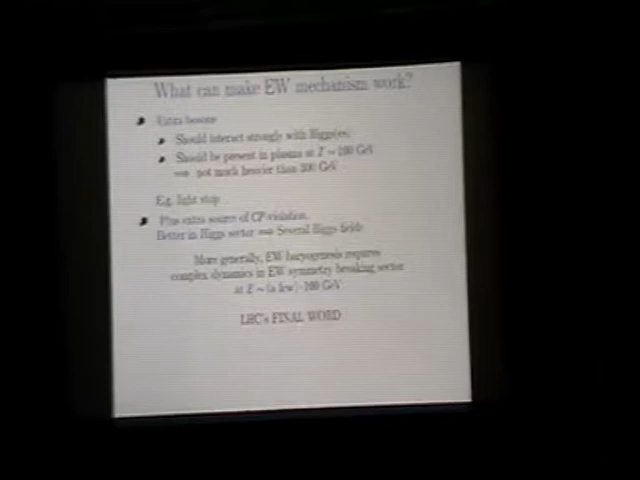 What can make EW mechanism work?
Extra bosons
Should interact strongly with Higgs(es)
Should be present in plasma at T ∼ 100 GeV
⟹ not much heavier than 300 GeV
E.g. light stop
Plus extra source of CP-violation.
Better in Higgs sector ⟹ Several Higgs fields
More generally, EW baryogenesis requires
complex dynamics in EW symmetry breaking sector
at E ∼ (a few) · 100 GeV
LHC's FINAL WORD